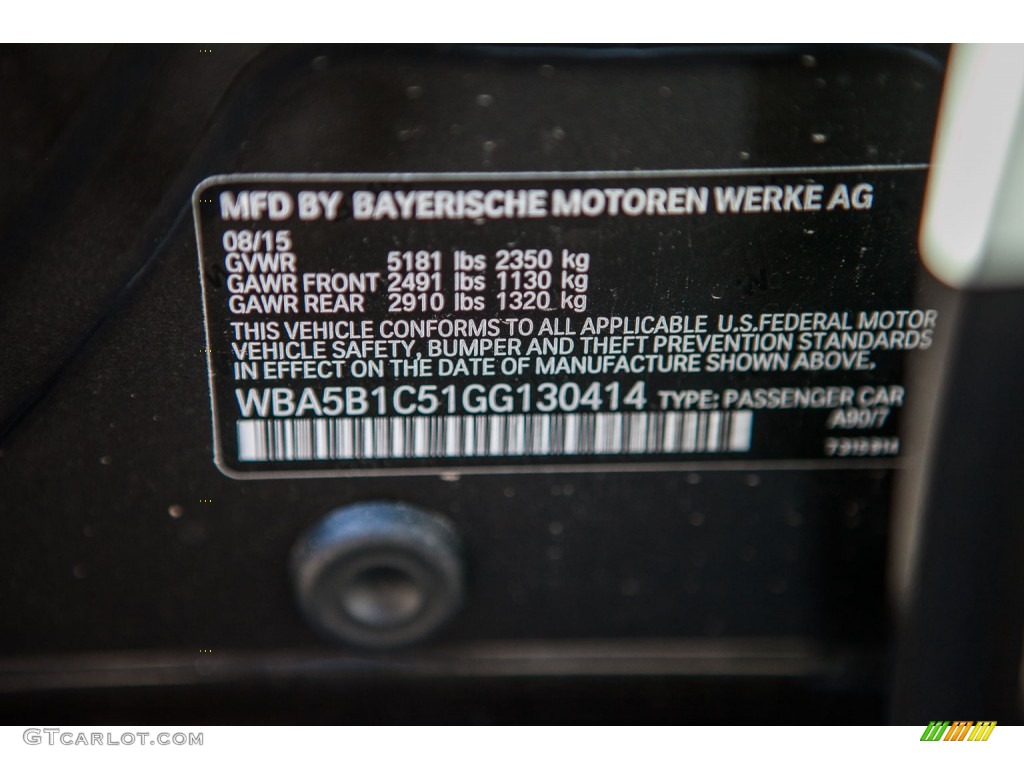 MFD BY BAYERISCHE MOTOREN WERKE AG
08/15
GVWR 5181 lbs 2350 kg
GAWR FRONT 2491 lbs 1130 kg
GAWR REAR 2910 lbs 1320 kg
THIS VEHICLE CONFORMS TO ALL APPLICABLE U.S.FEDERAL MOTOR
VEHICLE SAFETY, BUMPER AND THEFT PREVENTION STANDARDS
IN EFFECT ON THE DATE OF MANUFACTURE SHOWN ABOVE.
WBA5B1C51GG130414 TYPE: PASSENGER CAR
A90/7
GTCARLOT.COM